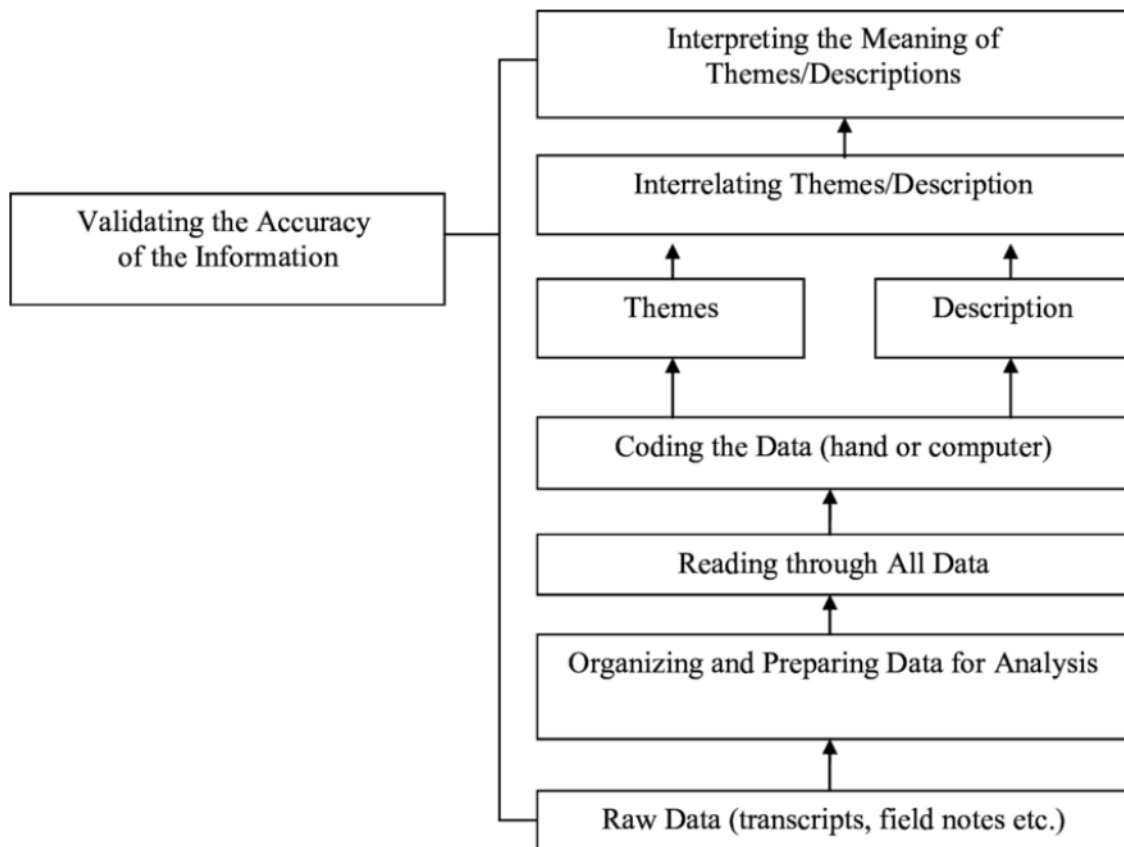 Interpreting the Meaning of
Themes/Descriptions
Interrelating Themes/Description
Validating the Accuracy
of the Information
Themes
Description
Coding the Data (hand or computer)
Reading through All Data
Organizing and Preparing Data for Analysis
Raw Data (transcripts, field notes etc.)